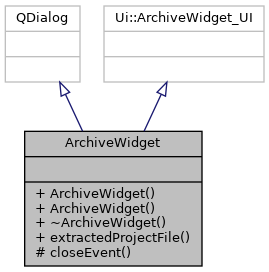 QDialog
Ui::ArchiveWidget_UI
ArchiveWidget
+ ArchiveWidget()
+ ArchiveWidget()
+ ~ArchiveWidget()
+ extractedProjectFile()
# closeEvent()